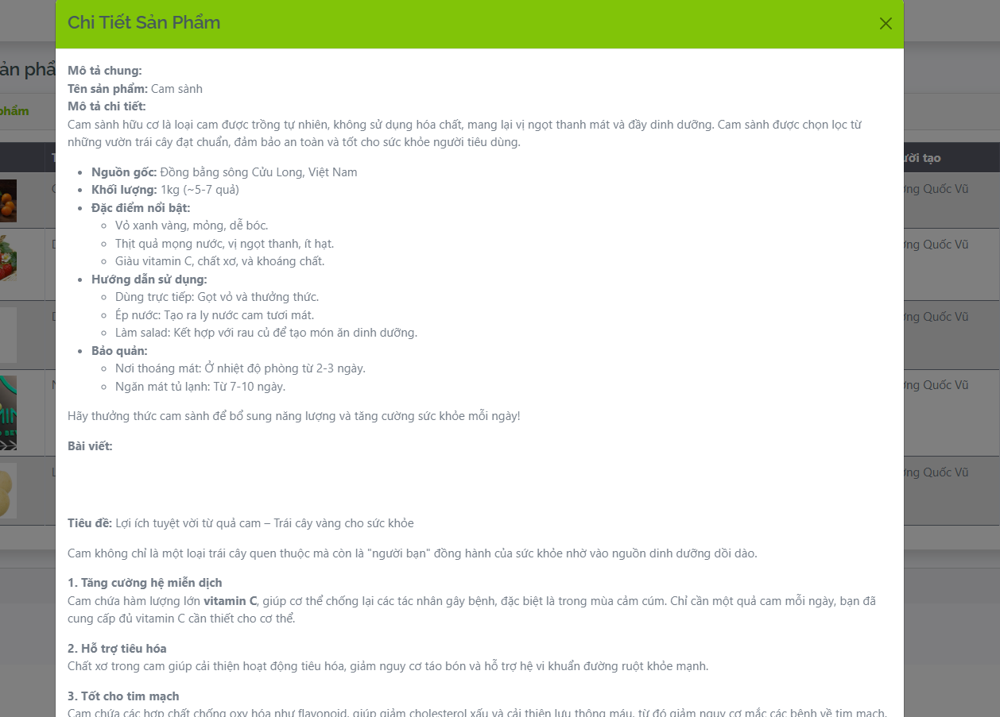 Chi Tiết Sản Phẩm
Mô tả chung:
Tên sản phẩm: Cam sành
Mô tả chi tiết:
Cam sành hữu cơ là loại cam được trồng tự nhiên, không sử dụng hóa chất, mang lại vị ngọt thanh mát và đầy dinh dưỡng. Cam sành được chọn lọc từ
những vườn trái cây đạt chuẩn, đảm bảo an toàn và tốt cho sức khỏe người tiêu dùng.
Nguồn gốc: Đồng bằng sông Cửu Long, Việt Nam
Khối lượng: 1kg (~5-7 quả)
Đặc điểm nổi bật:
Vỏ xanh vàng, mỏng, dễ bóc.
Thịt quả mọng nước, vị ngọt thanh, ít hạt.
Giàu vitamin C, chất xơ, và khoáng chất.
Hướng dẫn sử dụng:
Dùng trực tiếp: Gọt vỏ và thưởng thức.
Ép nước: Tạo ra ly nước cam tươi mát.
Làm salad: Kết hợp với rau củ để tạo món ăn dinh dưỡng.
Bảo quản:
Nơi thoáng mát: Ở nhiệt độ phòng từ 2-3 ngày.
Ngăn mát tủ lạnh: Từ 7-10 ngày.
Hãy thưởng thức cam sành để bổ sung năng lượng và tăng cường sức khỏe mỗi ngày!
Bài viết:
Tiêu đề: Lợi ích tuyệt vời từ quả cam – Trái cây vàng cho sức khỏe
Cam không chỉ là một loại trái cây quen thuộc mà còn là "người bạn" đồng hành của sức khỏe nhờ vào nguồn dinh dưỡng dồi dào.
1. Tăng cường hệ miễn dịch
Cam chứa hàm lượng lớn vitamin C, giúp cơ thể chống lại các tác nhân gây bệnh, đặc biệt là trong mùa cảm cúm. Chỉ cần một quả cam mỗi ngày, bạn đã
cung cấp đủ vitamin C cần thiết cho cơ thể.
2. Hỗ trợ tiêu hóa
Chất xơ trong cam giúp cải thiện hoạt động tiêu hóa, giảm nguy cơ táo bón và hỗ trợ hệ vi khuẩn đường ruột khỏe mạnh.
3. Tốt cho tim mạch
Cam chứa các hợp chất chống oxy hóa như flavonoid, giúp giảm cholesterol xấu và cải thiện lưu thông máu, từ đó giảm nguy cơ mắc các bệnh về tim mạch.
phẩm
tạo
Quốc Vũ
Quốc Vũ
Quốc Vũ
Quốc Vũ
Quốc Vũ